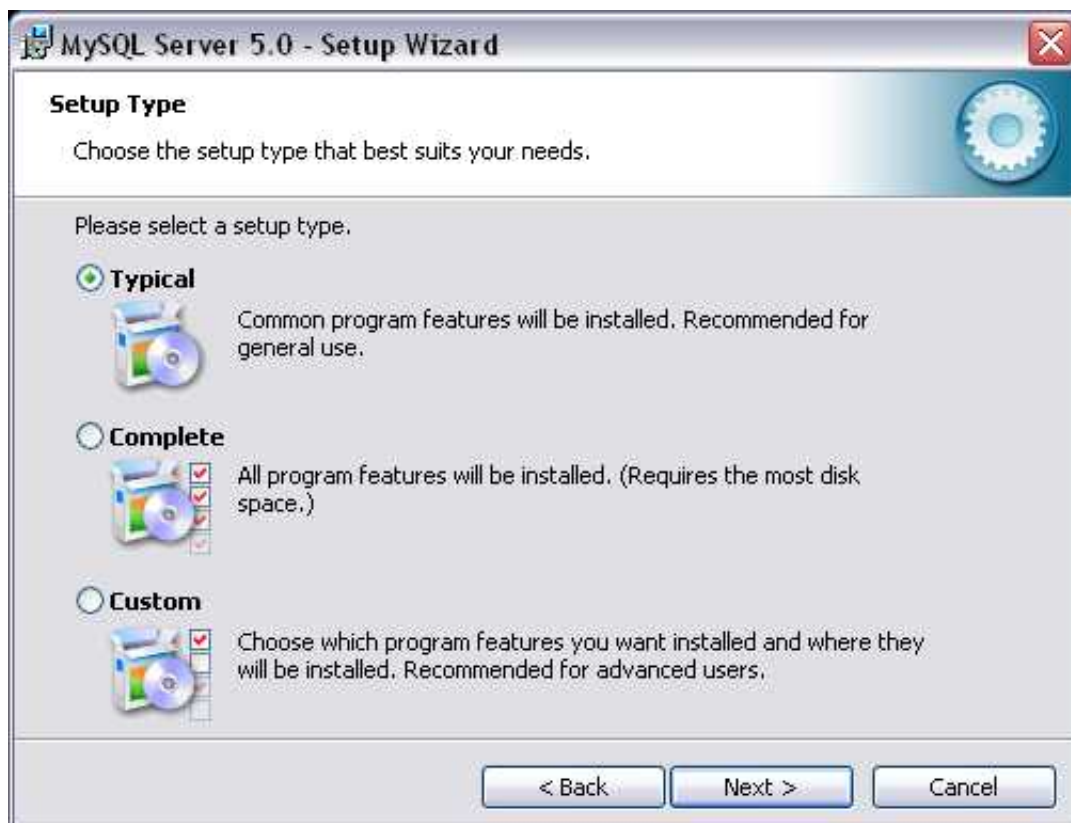 MySQL Server 5.0 - Setup Wizard
Setup Type
Choose the setup type that best suits your needs.
Please select a setup type.
Typical
Common program features will be installed. Recommended for
general use.
Complete
All program features will be installed. (Requires the most disk
space.)
Custom
Choose which program features you want installed and where they
will be installed. Recommended for advanced users.
< Back
Next >
Cancel